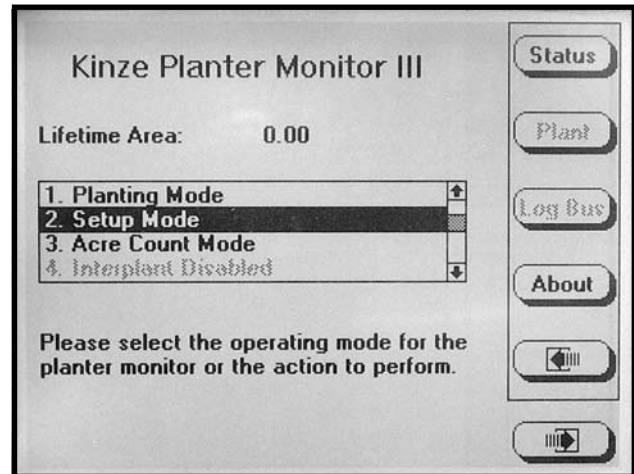 Kinze Planter Monitor III
Lifetime Area: 0.00
1. Planting Mode
2. Setup Mode
3. Acre Count Mode
4. Interplant Disabled
Please select the operating mode for the
planter monitor or the action to perform.
Status
Plant
Log Bus
About